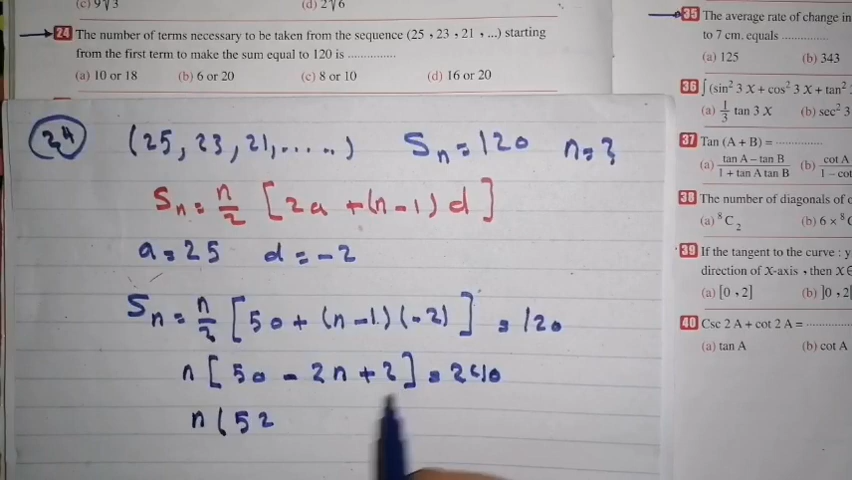 (c) 9√3 (d) 2√6
24 The number of terms necessary to be taken from the sequence (25 , 23 , 21 , ...) starting
from the first term to make the sum equal to 120 is ..............
(a) 10 or 18 (b) 6 or 20 (c) 8 or 10 (d) 16 or 20
24 (25, 23, 21, .....) Sn = 120 n = ?
Sn = n/2 [2a + (n - 1) d]
a = 25 d = -2
Sn = n/2 [50 + (n - 1)(-2)] = 120
n [50 - 2n + 2] = 240
n (52
35 The average rate of change in
to 7 cm. equals ..............
(a) 125 (b) 343
36 ∫(sin² 3 X + cos² 3 X + tan²
(a) 1/3 tan 3 X (b) sec² 3
37 Tan (A + B) = ..............
(a) tan A − tan B / 1 + tan A tan B (b) cot A / 1 − cot
38 The number of diagonals of
(a) ⁸C₂ (b) 6 × ⁸
39 If the tangent to the curve : y
direction of X-axis , then X ∈
(a) [0 , 2] (b) ]0 , 2
40 Csc 2 A + cot 2 A = ..............
(a) tan A (b) cot A